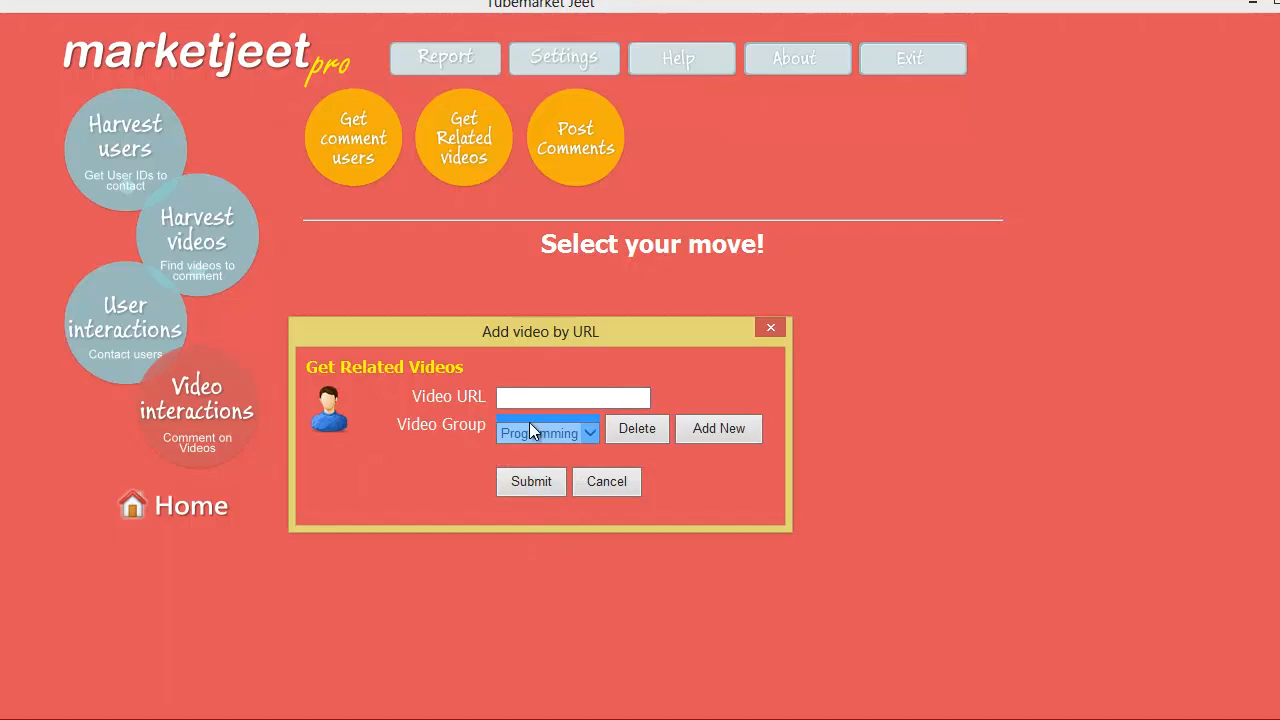 Tubemarket Jeet
marketjeet pro
Report
Settings
Help
About
Exit
Harvest
users
Get User IDs to
contact
Harvest
videos
Find videos to
comment
User
interactions
Contact users
Video
interactions
Comment on
Videos
Home
Get
comment
users
Get
Related
videos
Post
Comments
Select your move!
Add video by URL
Get Related Videos
Video URL
Video Group
Programming
Delete
Add New
Submit
Cancel